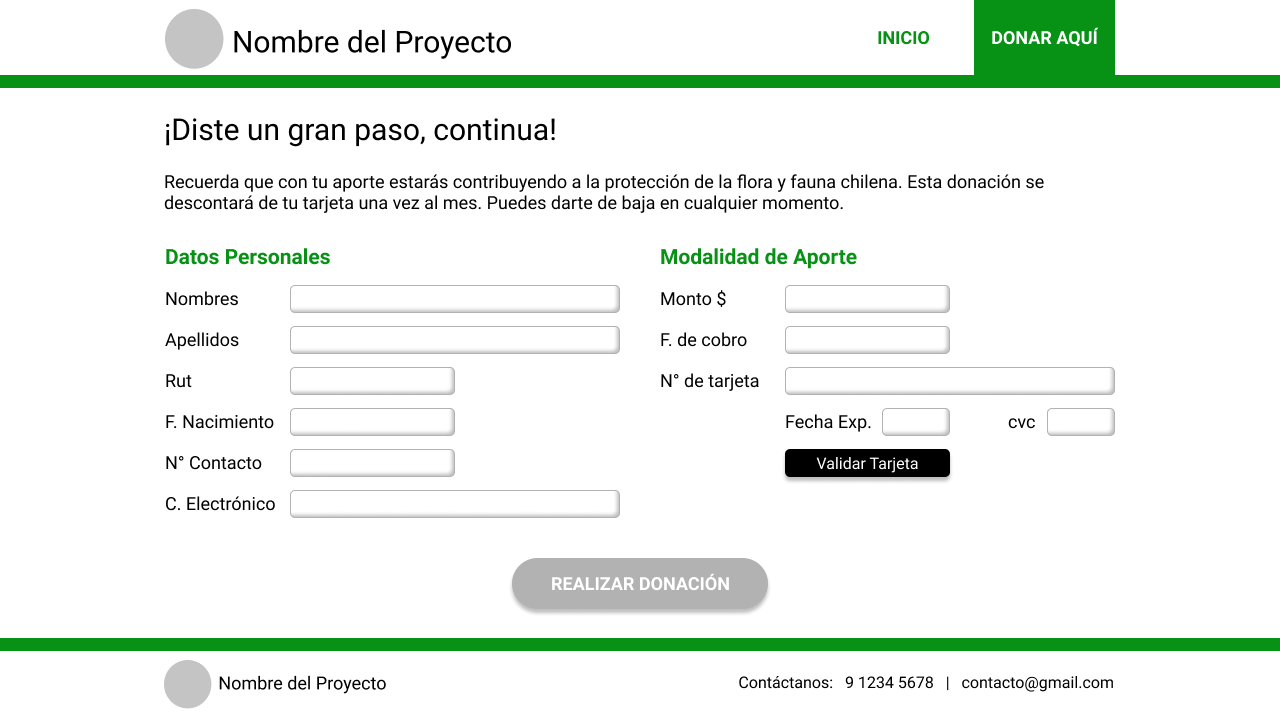 Nombre del Proyecto
INICIO
DONAR AQUÍ
¡Diste un gran paso, continua!
Recuerda que con tu aporte estarás contribuyendo a la protección de la flora y fauna chilena. Esta donación se
descontará de tu tarjeta una vez al mes. Puedes darte de baja en cualquier momento.
Datos Personales
Nombres
Apellidos
Rut
F. Nacimiento
N° Contacto
C. Electrónico
Modalidad de Aporte
Monto $
F. de cobro
N° de tarjeta
Fecha Exp.
cvc
Validar Tarjeta
REALIZAR DONACIÓN
Nombre del Proyecto
Contáctanos: 9 1234 5678 | contacto@gmail.com